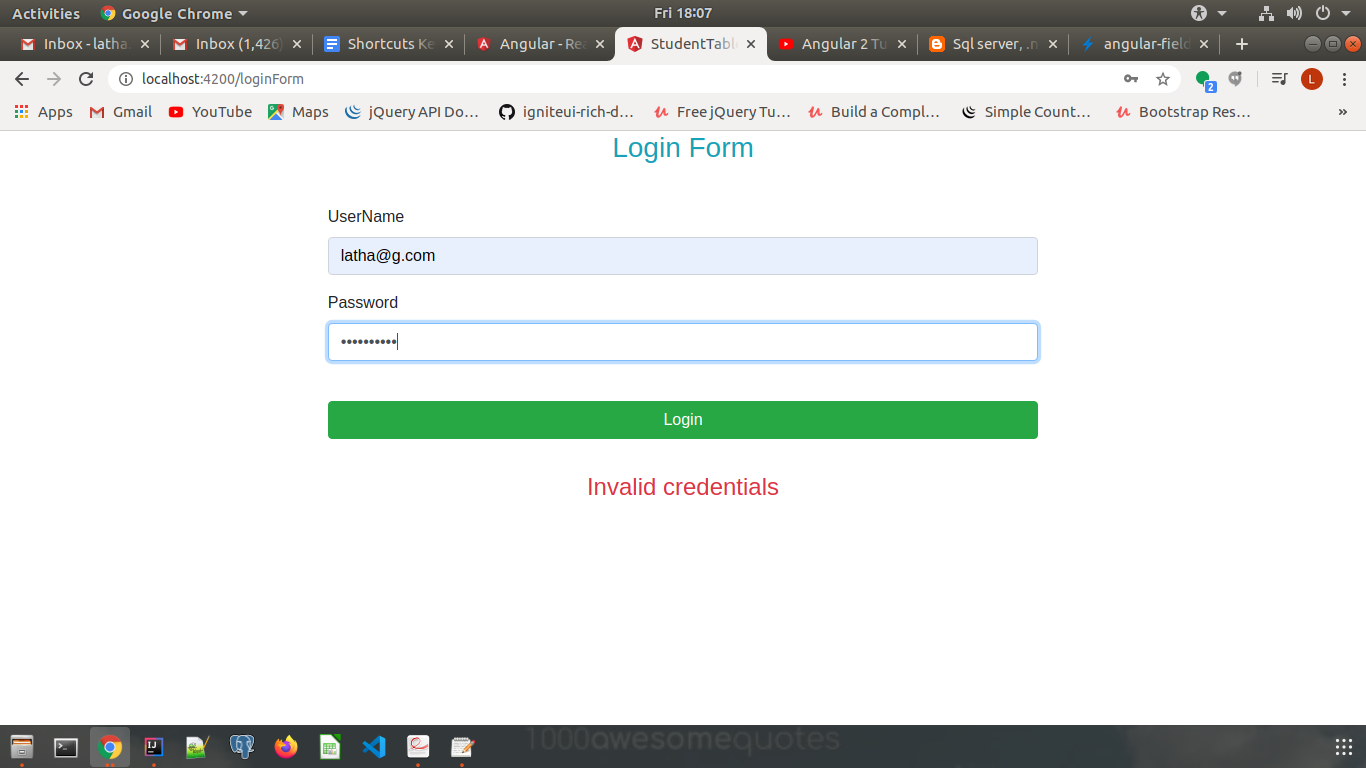 Activities Google Chrome Fri 18:07
Inbox - latha. Inbox (1,426) Shortcuts Ke Angular - Rea StudentTabl Angular 2 Tu Sql server, .n angular-field
localhost:4200/loginForm 2 L
Apps Gmail YouTube Maps jQuery API Do… igniteui-rich-d… Free jQuery Tu… Build a Compl… Simple Count… Bootstrap Res… »
Login Form
UserName
latha@g.com
Password
••••••••••
Login
Invalid credentials
1000awesomequotes